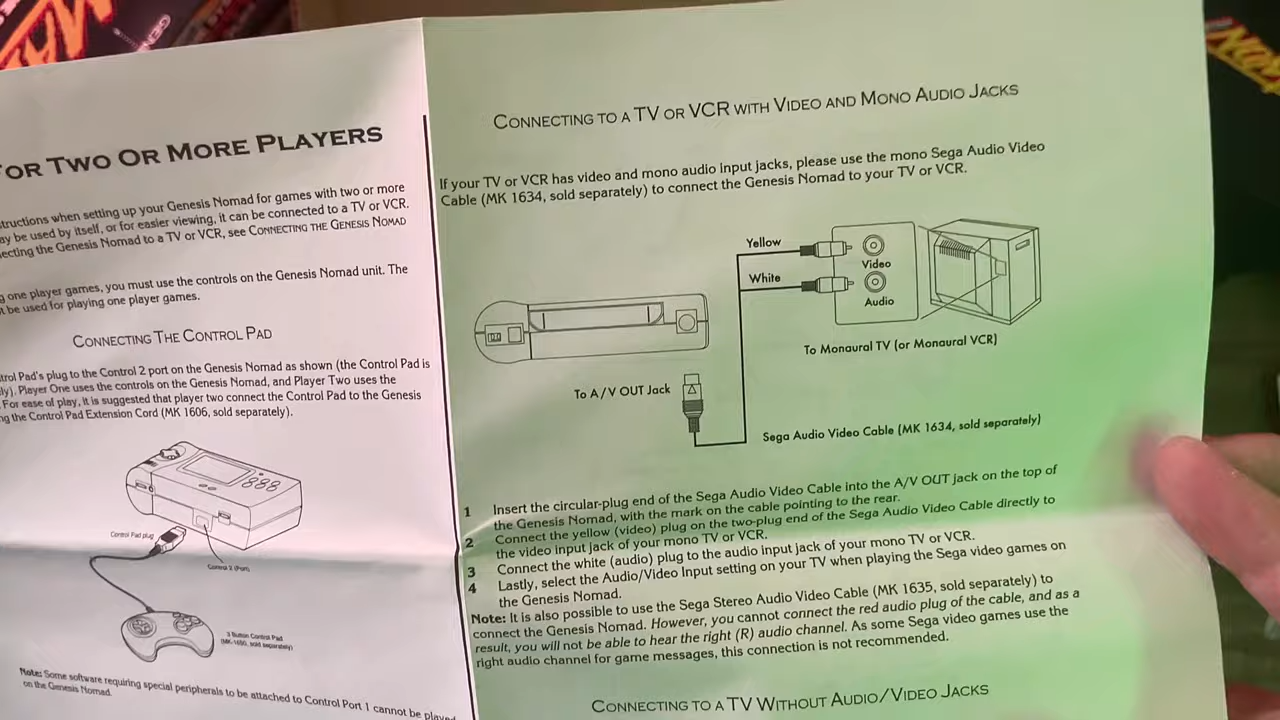 OR TWO OR MORE PLAYERS
structions when setting up your Genesis Nomad for games with two or more
ay be used by itself, or for easier viewing, it can be connected to a TV or VCR.
ecting the Genesis Nomad to a TV or VCR, see CONNECTING THE GENESIS NOMAD
g one player games, you must use the controls on the Genesis Nomad unit. The
t be used for playing one player games.
CONNECTING THE CONTROL PAD
trol Pad's plug to the Control 2 port on the Genesis Nomad as shown (the Control Pad is
ly). Player One uses the controls on the Genesis Nomad, and Player Two uses the
For ease of play, it is suggested that player two connect the Control Pad to the Genesis
ng the Control Pad Extension Cord (MK 1606, sold separately).
Control Pad plug
Control 2 (Port)
3 Button Control Pad
(MK-1650, sold separately)
Note: Some software requiring special peripherals to be attached to Control Port 1 cannot be played
on the Genesis Nomad.
CONNECTING TO A TV OR VCR WITH VIDEO AND MONO AUDIO JACKS
If your TV or VCR has video and mono audio input jacks, please use the mono Sega Audio Video
Cable (MK 1634, sold separately) to connect the Genesis Nomad to your TV or VCR.
Yellow
White
Video
Audio
To Monaural TV (or Monaural VCR)
To A/V OUT Jack
Sega Audio Video Cable (MK 1634, sold separately)
1 Insert the circular-plug end of the Sega Audio Video Cable into the A/V OUT jack on the top of
the Genesis Nomad, with the mark on the cable pointing to the rear.
2 Connect the yellow (video) plug on the two-plug end of the Sega Audio Video Cable directly to
the video input jack of your mono TV or VCR.
3 Connect the white (audio) plug to the audio input jack of your mono TV or VCR.
4 Lastly, select the Audio/Video Input setting on your TV when playing the Sega video games on
the Genesis Nomad.
Note: It is also possible to use the Sega Stereo Audio Video Cable (MK 1635, sold separately) to
connect the Genesis Nomad. However, you cannot connect the red audio plug of the cable, and as a
result, you will not be able to hear the right (R) audio channel. As some Sega video games use the
right audio channel for game messages, this connection is not recommended.
CONNECTING TO A TV WITHOUT AUDIO/VIDEO JACKS